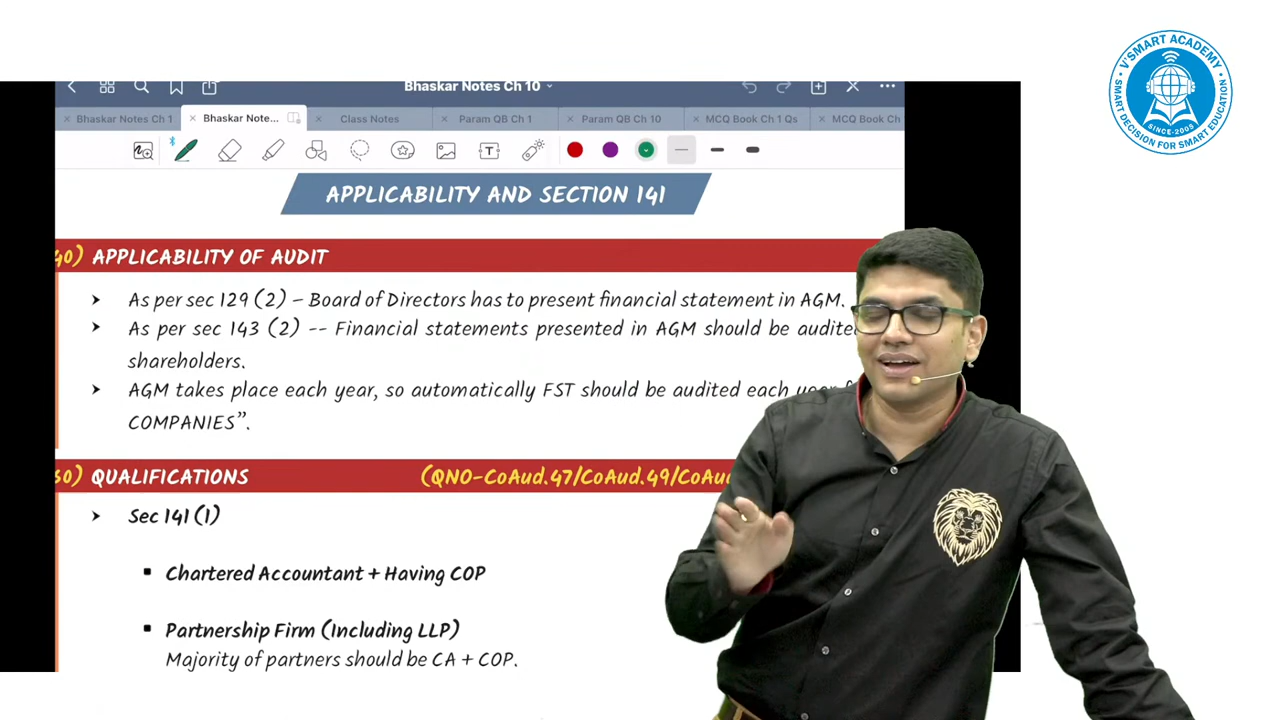 V'SMART ACADEMY
SINCE-2009
SMART DECISION FOR SMART EDUCATION
Bhaskar Notes Ch 10
Bhaskar Notes Ch 1
Bhaskar Note...
Class Notes
Param QB Ch 1
Param QB Ch 10
MCQ Book Ch 1 Qs
MCQ Book Ch
APPLICABILITY AND SECTION 141
40) APPLICABILITY OF AUDIT
➤ As per sec 129 (2) – Board of Directors has to present financial statement in AGM.
➤ As per sec 143 (2) -- Financial statements presented in AGM should be audite
shareholders.
➤ AGM takes place each year, so automatically FST should be audited each year
COMPANIES”.
60) QUALIFICATIONS (QNO-CoAud.47/CoAud.49/CoAud
➤ Sec 141 (1)
▪ Chartered Accountant + Having COP
▪ Partnership Firm (Including LLP)
Majority of partners should be CA + COP.